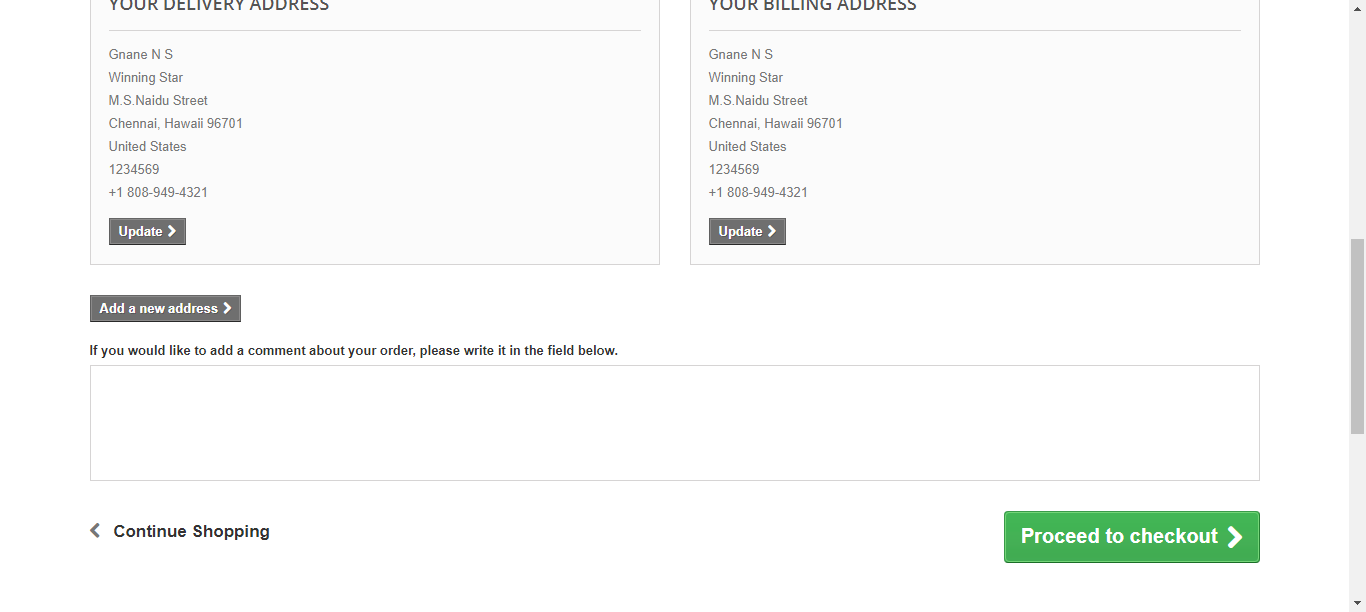 YOUR DELIVERY ADDRESS
Gnane N S
Winning Star
M.S.Naidu Street
Chennai, Hawaii 96701
United States
1234569
+1 808-949-4321
Update
YOUR BILLING ADDRESS
Gnane N S
Winning Star
M.S.Naidu Street
Chennai, Hawaii 96701
United States
1234569
+1 808-949-4321
Update
Add a new address
If you would like to add a comment about your order, please write it in the field below.
Continue Shopping
Proceed to checkout